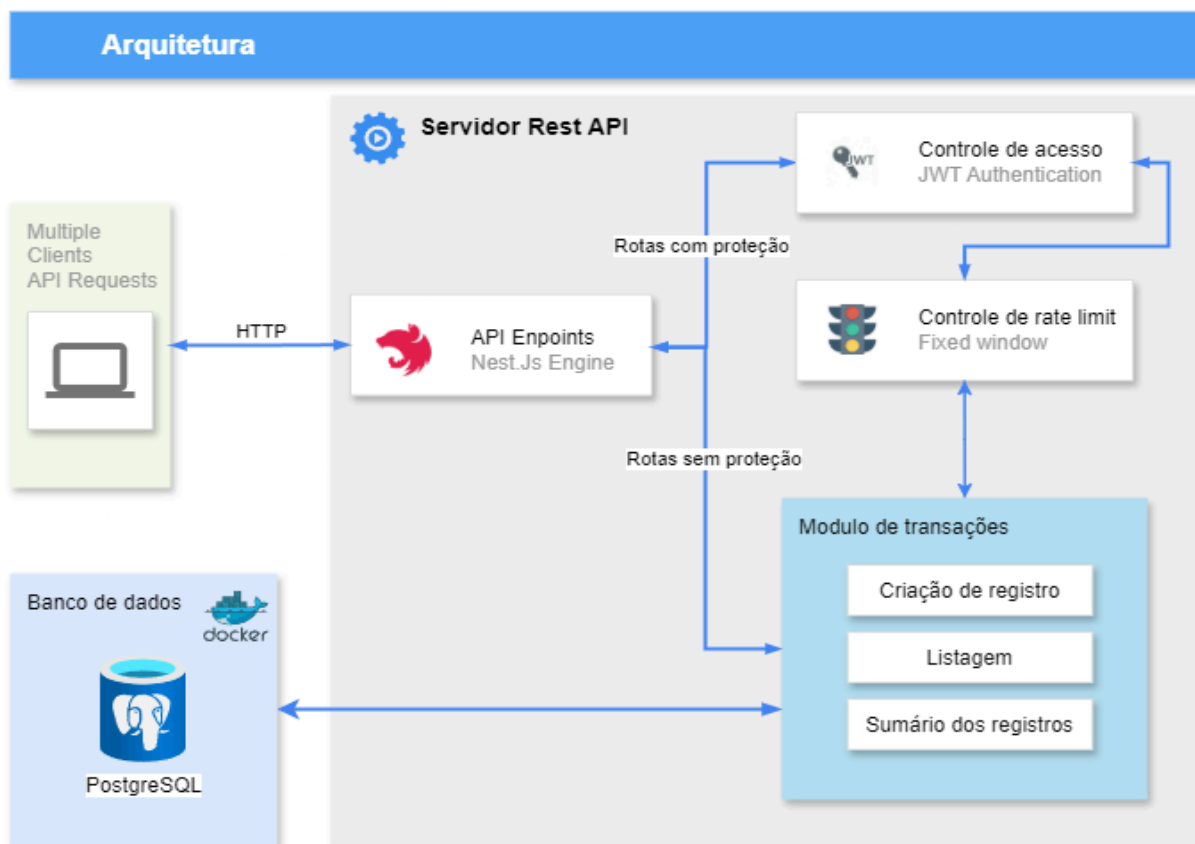 Arquitetura
Servidor Rest API
Multiple
Clients
API Requests
HTTP
API Enpoints
Nest.Js Engine
Rotas com proteção
Rotas sem proteção
JWT
Controle de acesso
JWT Authentication
Controle de rate limit
Fixed window
Modulo de transações
Criação de registro
Listagem
Sumário dos registros
Banco de dados
docker
PostgreSQL